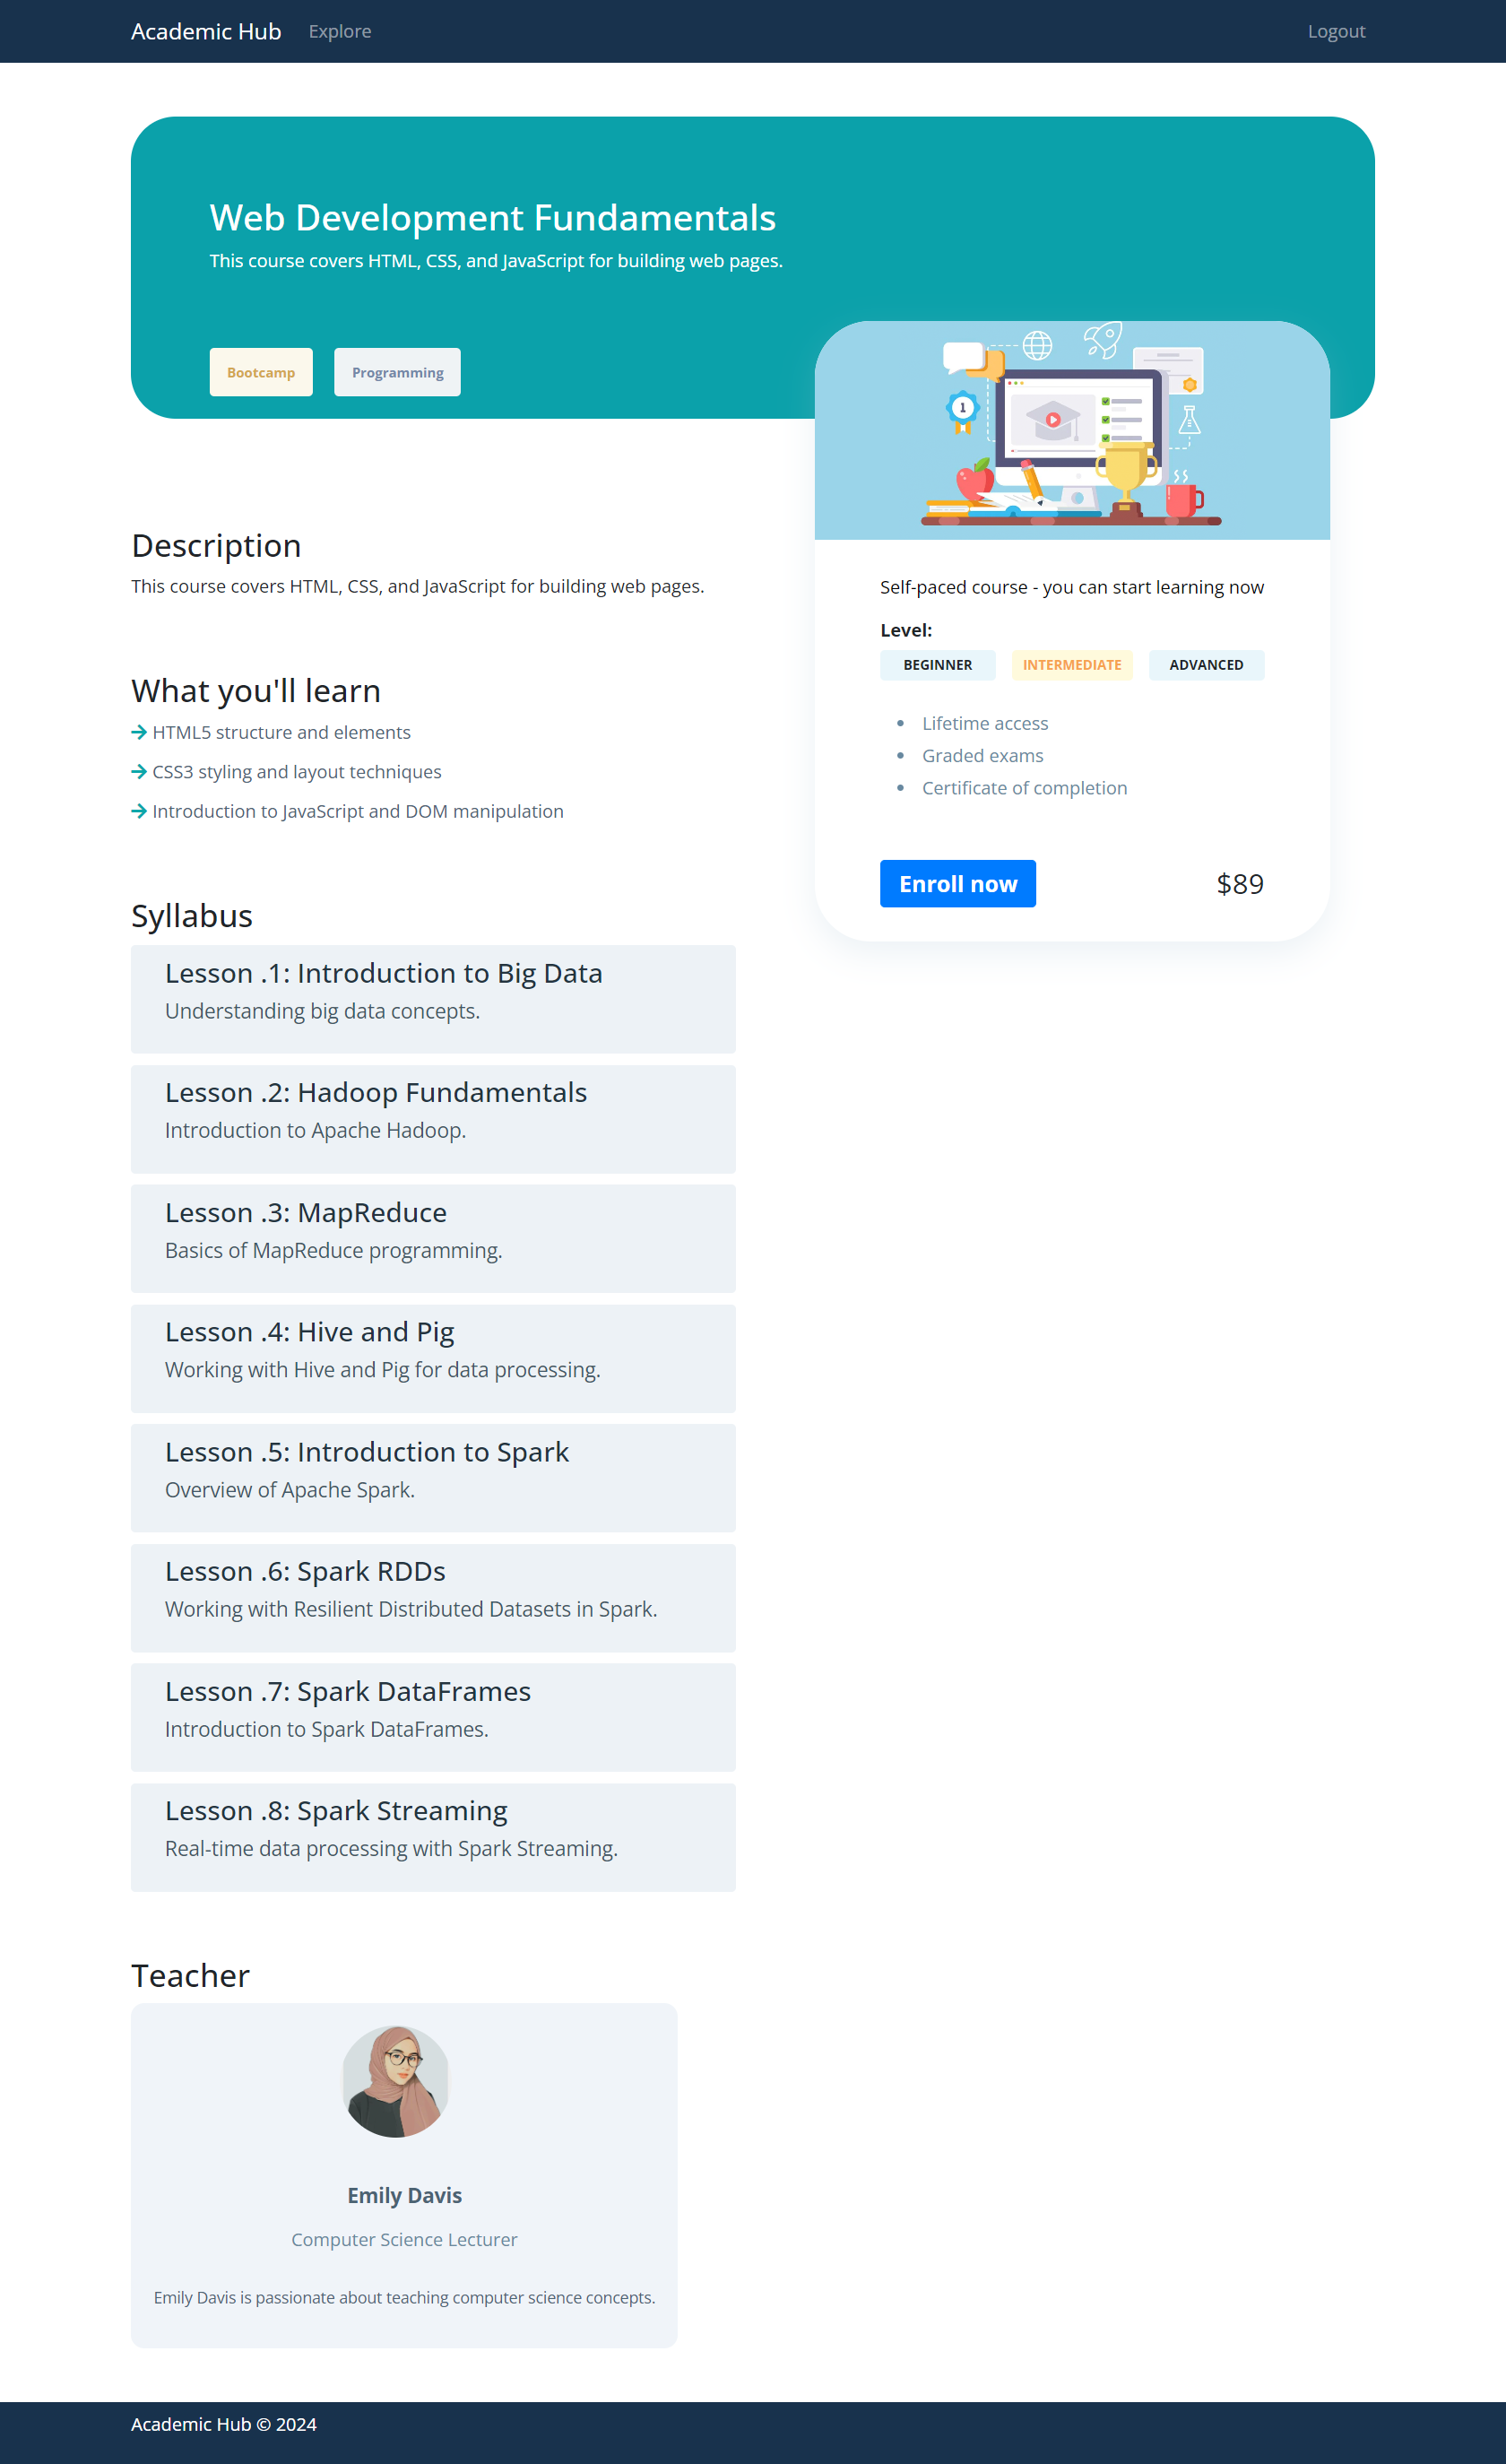 Academic Hub Explore Logout
Web Development Fundamentals
This course covers HTML, CSS, and JavaScript for building web pages.
Bootcamp Programming
1
Description
This course covers HTML, CSS, and JavaScript for building web pages.
What you'll learn
HTML5 structure and elements
CSS3 styling and layout techniques
Introduction to JavaScript and DOM manipulation
Self-paced course - you can start learning now
Level:
BEGINNER INTERMEDIATE ADVANCED
Lifetime access
Graded exams
Certificate of completion
Enroll now $89
Syllabus
Lesson .1: Introduction to Big Data
Understanding big data concepts.
Lesson .2: Hadoop Fundamentals
Introduction to Apache Hadoop.
Lesson .3: MapReduce
Basics of MapReduce programming.
Lesson .4: Hive and Pig
Working with Hive and Pig for data processing.
Lesson .5: Introduction to Spark
Overview of Apache Spark.
Lesson .6: Spark RDDs
Working with Resilient Distributed Datasets in Spark.
Lesson .7: Spark DataFrames
Introduction to Spark DataFrames.
Lesson .8: Spark Streaming
Real-time data processing with Spark Streaming.
Teacher
Emily Davis
Computer Science Lecturer
Emily Davis is passionate about teaching computer science concepts.
Academic Hub © 2024